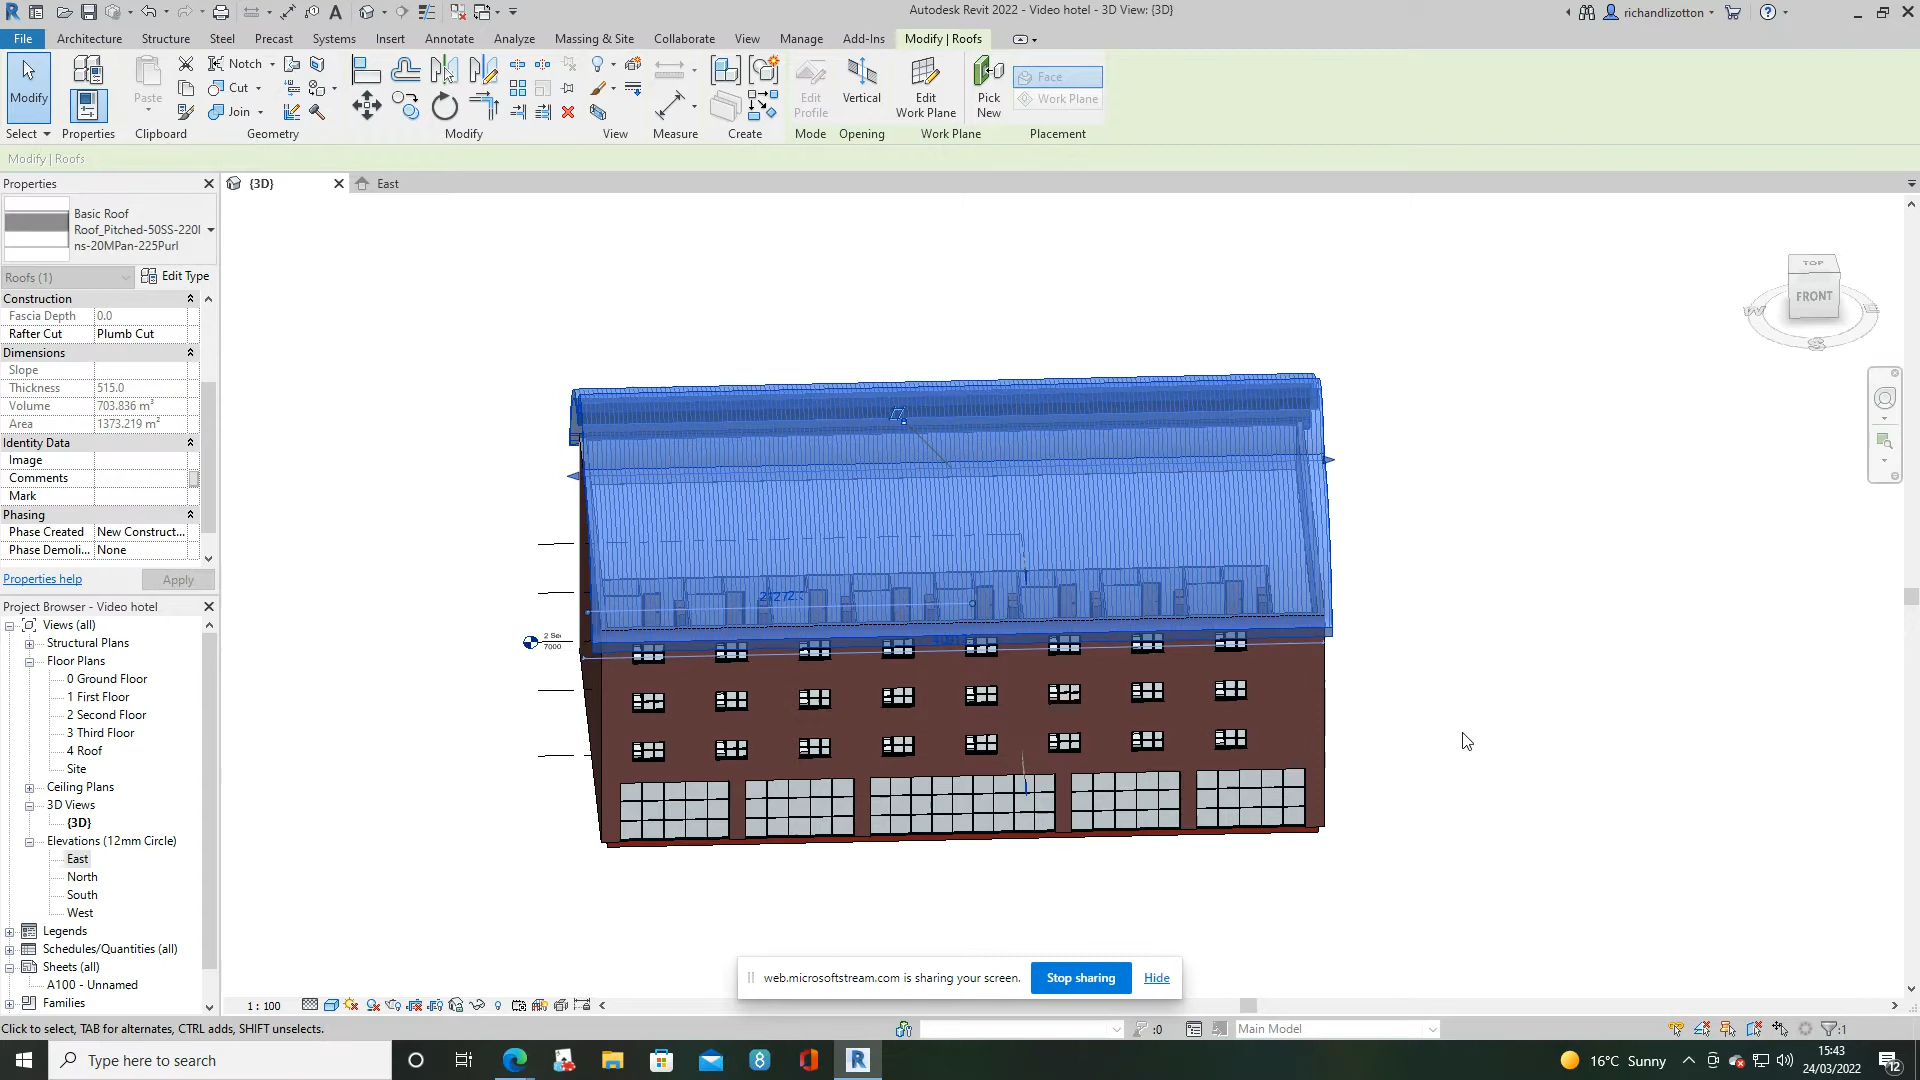 Autodesk Revit 2022 - Video hotel - 3D View: {3D}
richandlizotton
File
Architecture
Structure
Steel
Precast
Systems
Insert
Annotate
Analyze
Massing & Site
Collaborate
View
Manage
Add-Ins
Modify | Roofs
Modify
Paste
Notch
Cut
Join
Edit Profile
Vertical
Edit Work Plane
Pick New
Face
Work Plane
Select
Properties
Clipboard
Geometry
Modify
View
Measure
Create
Mode
Opening
Work Plane
Placement
Modify | Roofs
Properties
{3D}
East
Basic Roof
Roof_Pitched-50SS-220I
ns-20MPan-225Purl
Roofs (1)
Edit Type
Construction
Fascia Depth 0.0
Rafter Cut Plumb Cut
Dimensions
Slope
Thickness 515.0
Volume 703.836 m³
Area 1373.219 m²
Identity Data
Image
Comments
Mark
Phasing
Phase Created New Construct...
Phase Demoli... None
Properties help
Apply
TOP
FRONT
W
E
S
2 Se
7000
Project Browser - Video hotel
Views (all)
Structural Plans
Floor Plans
0 Ground Floor
1 First Floor
2 Second Floor
3 Third Floor
4 Roof
Site
Ceiling Plans
3D Views
{3D}
Elevations (12mm Circle)
East
North
South
West
Legends
Schedules/Quantities (all)
Sheets (all)
A100 - Unnamed
Families
web.microsoftstream.com is sharing your screen.
Stop sharing
Hide
1 : 100
Click to select, TAB for alternates, CTRL adds, SHIFT unselects.
:0
Main Model
:1
Type here to search
16°C Sunny
15:43
24/03/2022
12